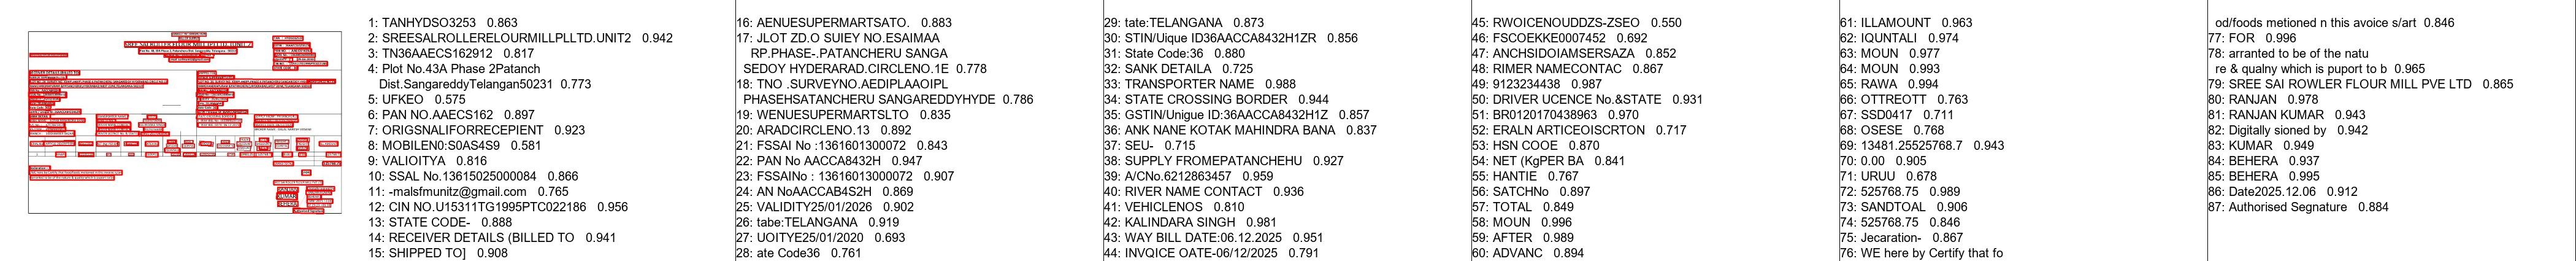 1: TANHYDSO3253 0.863
2: SREESALROLLERELOURMILLPLLTD.UNIT2 0.942
3: TN36AAECS162912 0.817
4: Plot No.43A Phase 2Patanch
Dist.SangareddyTelangan50231 0.773
5: UFKEO 0.575
6: PAN NO.AAECS162 0.897
7: ORIGSNALIFORRECEPIENT 0.923
8: MOBILEN0:S0AS4S9 0.581
9: VALIOITYA 0.816
10: SSAL No.13615025000084 0.866
11: -malsfmunitz@gmail.com 0.765
12: CIN NO.U15311TG1995PTC022186 0.956
13: STATE CODE- 0.888
14: RECEIVER DETAILS (BILLED TO 0.941
15: SHIPPED TO] 0.908
16: AENUESUPERMARTSATO. 0.883
17: JLOT ZD.O SUIEY NO.ESAIMAA
RP.PHASE-.PATANCHERU SANGA
SEDOY HYDERARAD.CIRCLENO.1E 0.778
18: TNO .SURVEYNO.AEDIPLAAOIPL
PHASEHSATANCHERU SANGAREDDYHYDE 0.786
19: WENUESUPERMARTSLTO 0.835
20: ARADCIRCLENO.13 0.892
21: FSSAI No :1361601300072 0.843
22: PAN No AACCA8432H 0.947
23: FSSAINo : 13616013000072 0.907
24: AN NoAACCAB4S2H 0.869
25: VALIDITY25/01/2026 0.902
26: tabe:TELANGANA 0.919
27: UOITYE25/01/2020 0.693
28: ate Code36 0.761
29: tate:TELANGANA 0.873
30: STIN/Uique ID36AACCA8432H1ZR 0.856
31: State Code:36 0.880
32: SANK DETAILA 0.725
33: TRANSPORTER NAME 0.988
34: STATE CROSSING BORDER 0.944
35: GSTIN/Unigue ID:36AACCA8432H1Z 0.857
36: ANK NANE KOTAK MAHINDRA BANA 0.837
37: SEU- 0.715
38: SUPPLY FROMEPATANCHEHU 0.927
39: A/CNo.6212863457 0.959
40: RIVER NAME CONTACT 0.936
41: VEHICLENOS 0.810
42: KALINDARA SINGH 0.981
43: WAY BILL DATE:06.12.2025 0.951
44: INVQICE OATE-06/12/2025 0.791
45: RWOICENOUDDZS-ZSEO 0.550
46: FSCOEKKE0007452 0.692
47: ANCHSIDOIAMSERSAZA 0.852
48: RIMER NAMECONTAC 0.867
49: 9123234438 0.987
50: DRIVER UCENCE No.&STATE 0.931
51: BR0120170438963 0.970
52: ERALN ARTICEOISCRTON 0.717
53: HSN COOE 0.870
54: NET (KgPER BA 0.841
55: HANTIE 0.767
56: SATCHNo 0.897
57: TOTAL 0.849
58: MOUN 0.996
59: AFTER 0.989
60: ADVANC 0.894
61: ILLAMOUNT 0.963
62: IQUNTALI 0.974
63: MOUN 0.977
64: MOUN 0.993
65: RAWA 0.994
66: OTTREOTT 0.763
67: SSD0417 0.711
68: OSESE 0.768
69: 13481.25525768.7 0.943
70: 0.00 0.905
71: URUU 0.678
72: 525768.75 0.989
73: SANDTOAL 0.906
74: 525768.75 0.846
75: Jecaration- 0.867
76: WE here by Certify that fo
od/foods metioned n this avoice s/art 0.846
77: FOR 0.996
78: arranted to be of the natu
re & qualny which is puport to b 0.965
79: SREE SAI ROWLER FLOUR MILL PVE LTD 0.865
80: RANJAN 0.978
81: RANJAN KUMAR 0.943
82: Digitally sioned by 0.942
83: KUMAR 0.949
84: BEHERA 0.937
85: BEHERA 0.995
86: Date2025.12.06 0.912
87: Authorised Segnature 0.884